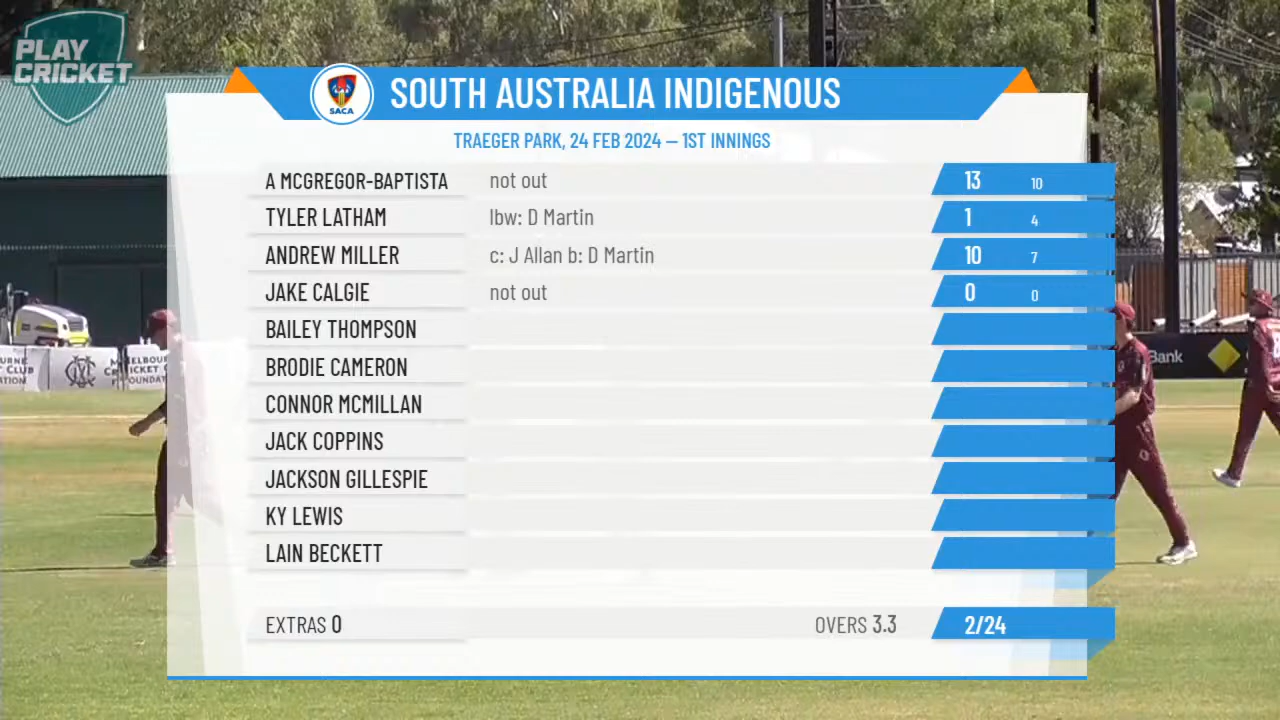 PLAY
CRICKET
SACA
SOUTH AUSTRALIA INDIGENOUS
TRAEGER PARK, 24 FEB 2024 – 1ST INNINGS
A MCGREGOR-BAPTISTA not out 13 10
TYLER LATHAM lbw: D Martin 1 4
ANDREW MILLER c: J Allan b: D Martin 10 7
JAKE CALGIE not out 0 0
BAILEY THOMPSON
BRODIE CAMERON
CONNOR MCMILLAN
JACK COPPINS
JACKSON GILLESPIE
KY LEWIS
LAIN BECKETT
EXTRAS 0 OVERS 3.3 2/24
Bank